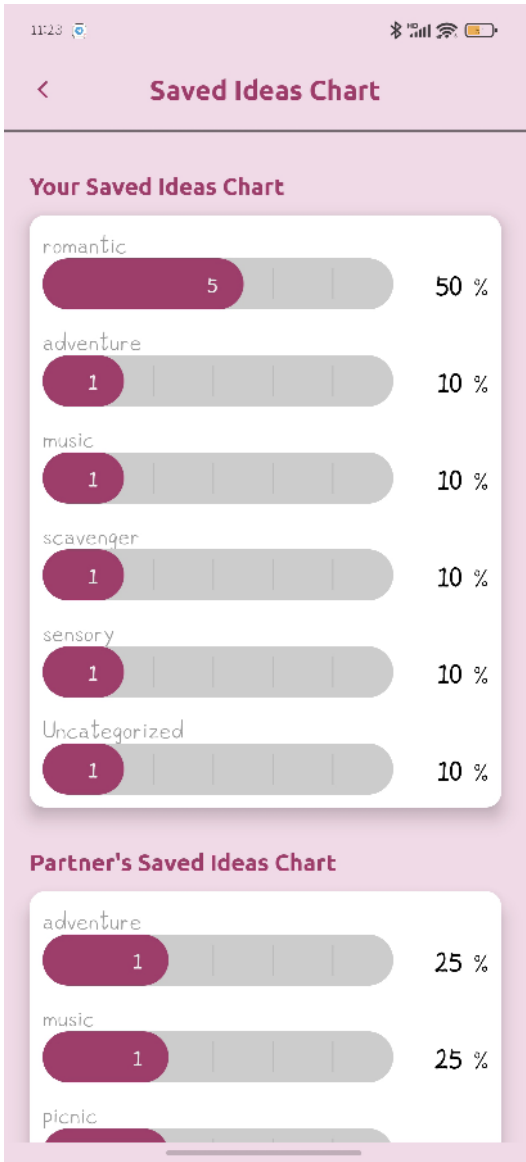 11:23
Saved Ideas Chart
Your Saved Ideas Chart
romantic
5 50 %
adventure
1 10 %
music
1 10 %
scavenger
1 10 %
sensory
1 10 %
Uncategorized
1 10 %
Partner's Saved Ideas Chart
adventure
1 25 %
music
1 25 %
picnic